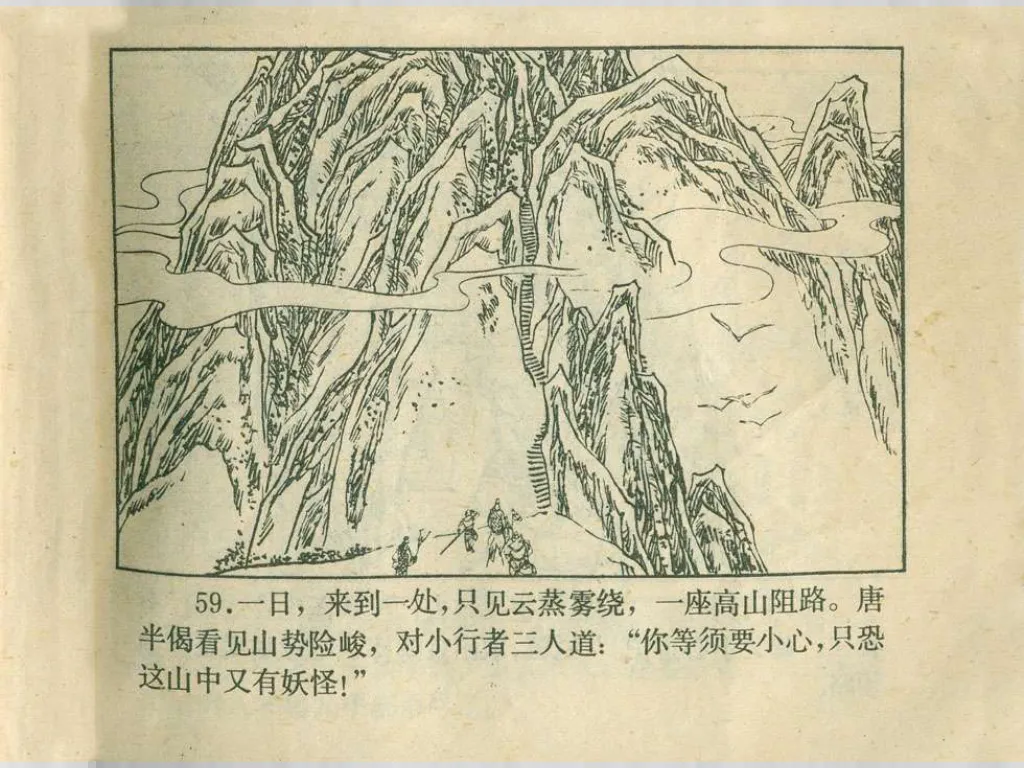 59.一日，来到一处,只见云蒸雾绕，一座高山阻路。唐
半偈看见山势险峻，对小行者三人道：“你等须要小心,只恐
这山中又有妖怪!”